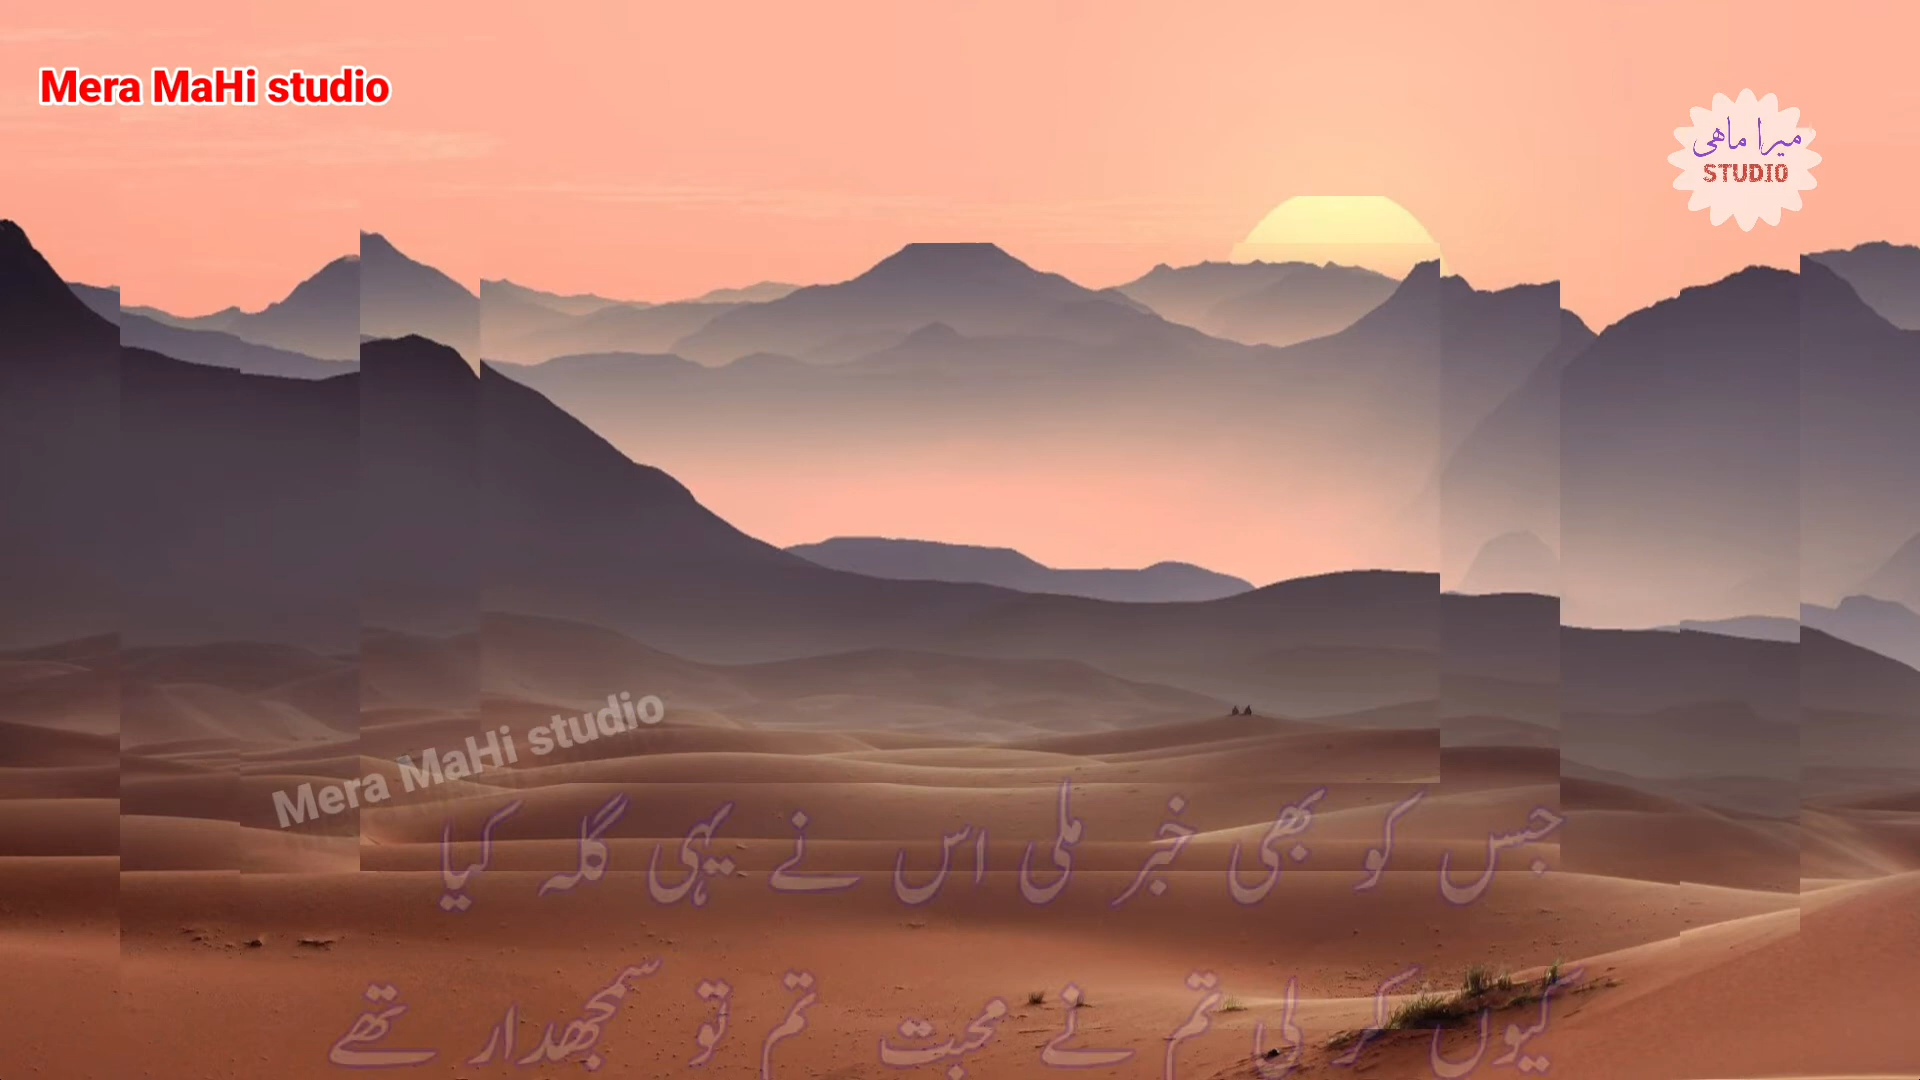 Mera MaHi studio
میرا ماھی
STUDIO
Mera MaHi studio
جس کو بھی خبر ملی اس نے یہی گلہ کیا
کیوں کر لی تم نے محبت تم تو سمجھدار تھے